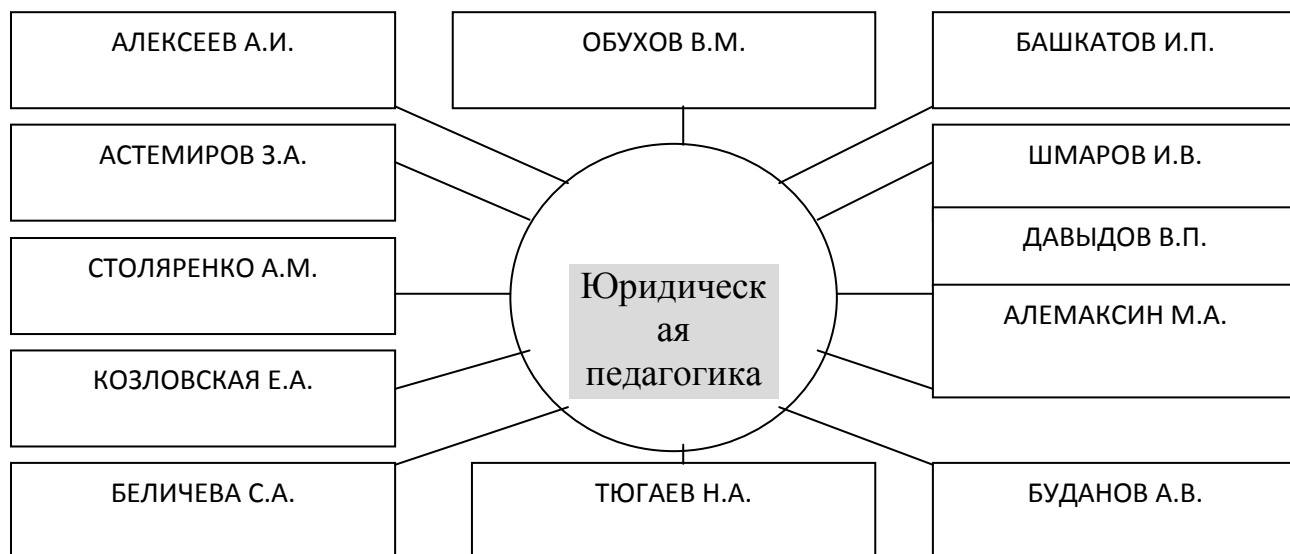 АЛЕКСЕЕВ А.И.
ОБУХОВ В.М.
БАШКАТОВ И.П.
АСТЕМИРОВ З.А.
ШМАРОВ И.В.
СТОЛЯРЕНКО А.М.
ДАВЫДОВ В.П.
Юридическ
ая
педагогика
АЛЕМАКСИН М.А.
КОЗЛОВСКАЯ Е.А.
БЕЛИЧЕВА С.А.
ТЮГАЕВ Н.А.
БУДАНОВ А.В.